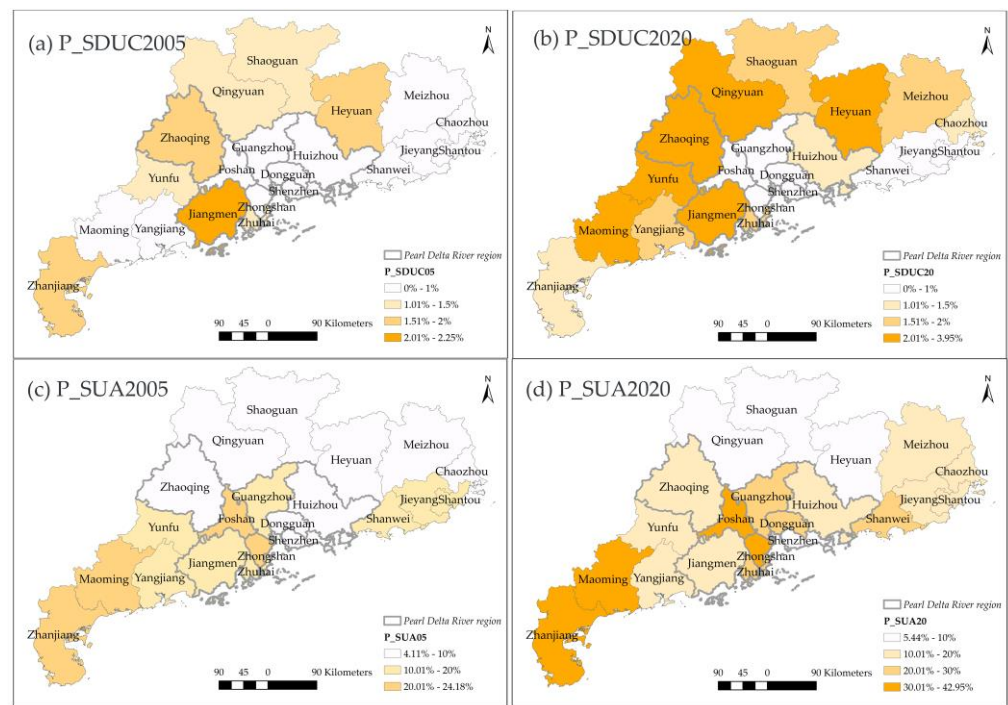 (a) P_SDUC2005
N
Shaoguan
Qingyuan
Meizhou
Heyuan
Chaozhou
Zhaoqing
Guangzhou
Huizhou
JieyangShantou
Foshan
Dongguan
Shanwei
Yunfu
Shenzhen
Jiangmen
Zhongshan
Zhuhai
Maoming
Yangjiang
Zhanjiang
Pearl Delta River region
P_SDUC05
0% - 1%
1.01% - 1.5%
1.51% - 2%
2.01% - 2.25%
90 45 0 90 Kilometers
(b) P_SDUC2020
N
Shaoguan
Qingyuan
Meizhou
Heyuan
Chaozhou
Zhaoqing
Guangzhou
Huizhou
JieyangShantou
Foshan
Dongguan
Shanwei
Yunfu
Shenzhen
Jiangmen
Zhongshan
Zhuhai
Maoming
Yangjiang
Zhanjiang
Pearl Delta River region
P_SDUC20
0% - 1%
1.01% - 1.5%
1.51% - 2%
2.01% - 3.95%
90 45 0 90 Kilometers
(c) P_SUA2005
N
Shaoguan
Qingyuan
Meizhou
Heyuan
Chaozhou
Zhaoqing
Guangzhou
Huizhou
JieyangShantou
Foshan
Dongguan
Shanwei
Yunfu
Shenzhen
Jiangmen
Zhongshan
Zhuhai
Maoming
Yangjiang
Zhanjiang
Pearl Delta River region
P_SUA05
4.11% - 10%
10.01% - 20%
20.01% - 24.18%
90 45 0 90 Kilometers
(d) P_SUA2020
N
Shaoguan
Qingyuan
Meizhou
Heyuan
Chaozhou
Zhaoqing
Guangzhou
Huizhou
JieyangShantou
Foshan
Dongguan
Shanwei
Yunfu
Shenzhen
Jiangmen
Zhongshan
Zhuhai
Maoming
Yangjiang
Zhanjiang
Pearl Delta River region
P_SUA20
5.44% - 10%
10.01% - 20%
20.01% - 30%
30.01% - 42.95%
90 45 0 90 Kilometers